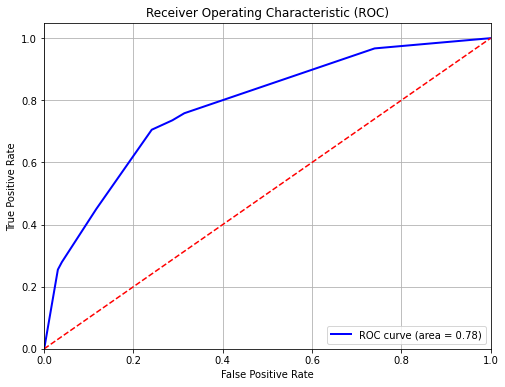 Receiver Operating Characteristic (ROC)
True Positive Rate
1.0
0.8
0.6
0.4
0.2
0.0
0.0 0.2 0.4 0.6 0.8 1.0
False Positive Rate
ROC curve (area = 0.78)